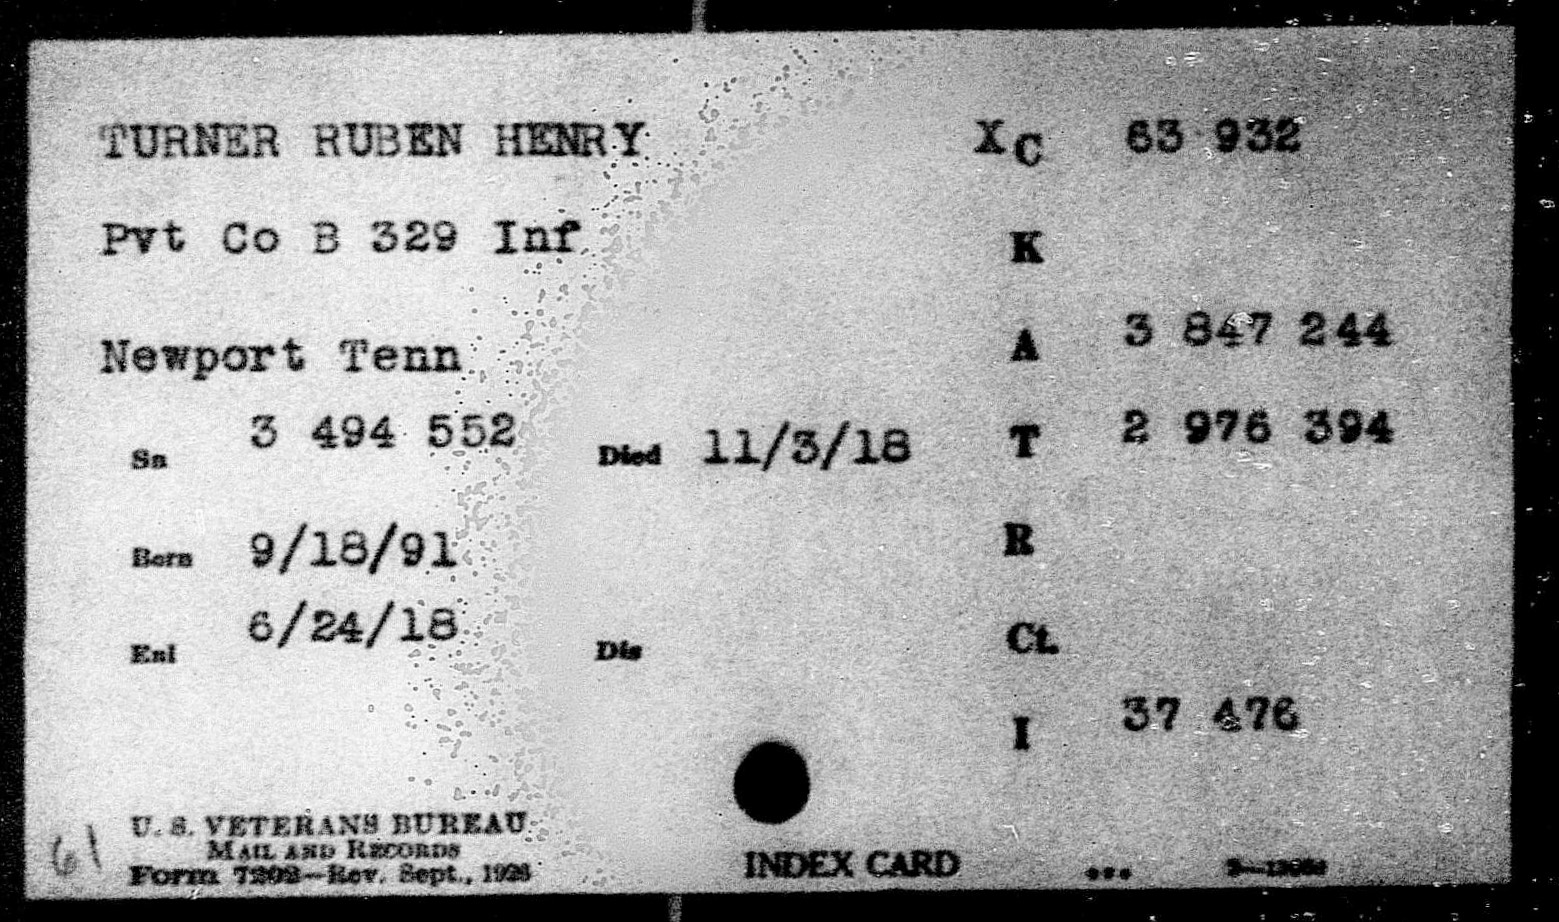 TURNER RUBEN HENRY XC 63 932
Pvt Co B 329 Inf K
Newport Tenn A 3 847 244
Sn 3 494 552 Died 11/3/18 T 2 976 394
Born 9/18/91 R
Enl 6/24/18 Dis Ct.
I 37 476
U. S. VETERANS BUREAU
MAIL AND RECORDS
Form 7202—Rev. Sept., 1926 INDEX CARD ...
61